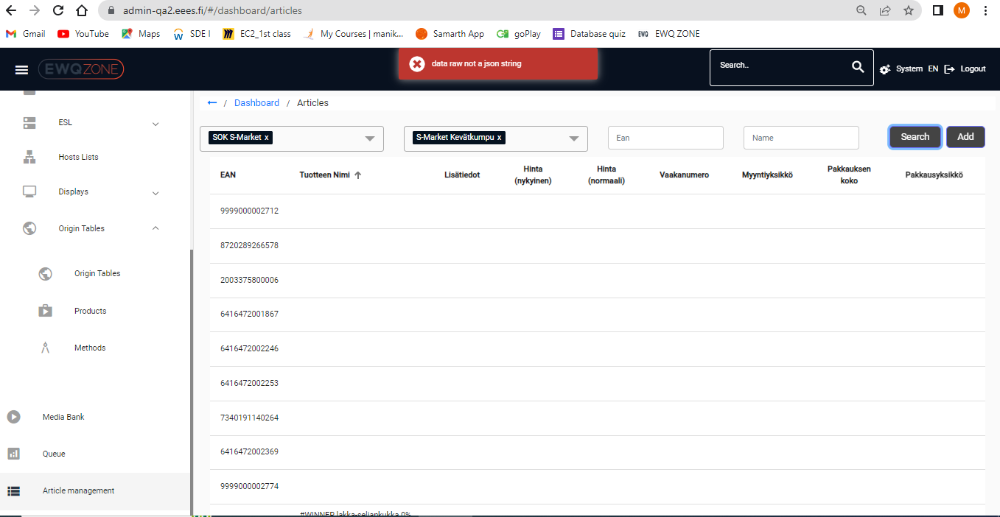 admin-qa2.eees.fi/#/dashboard/articles
M
Gmail YouTube Maps SDE I EC2_1st class My Courses | manik... Samarth App goPlay Database quiz EWQ EWQ ZONE
EWQZONE
data raw not a json string
Search..
System EN Logout
← / Dashboard / Articles
ESL
Hosts Lists
Displays
Origin Tables
Origin Tables
Products
Methods
Media Bank
Queue
Article management
SOK S-Market x
S-Market Kevätkumpu x
Ean
Name
Search
Add
EAN Tuotteen Nimi Lisätiedot Hinta (nykyinen) Hinta (normaali) Vaakanumero Myyntiyksikkö Pakkauksen koko Pakkausyksikkö
9999000002712
8720289266578
2003375800006
6416472001867
6416472002246
6416472002253
7340191140264
6416472002369
9999000002774
#WINNER lakka-seljankukka 0%